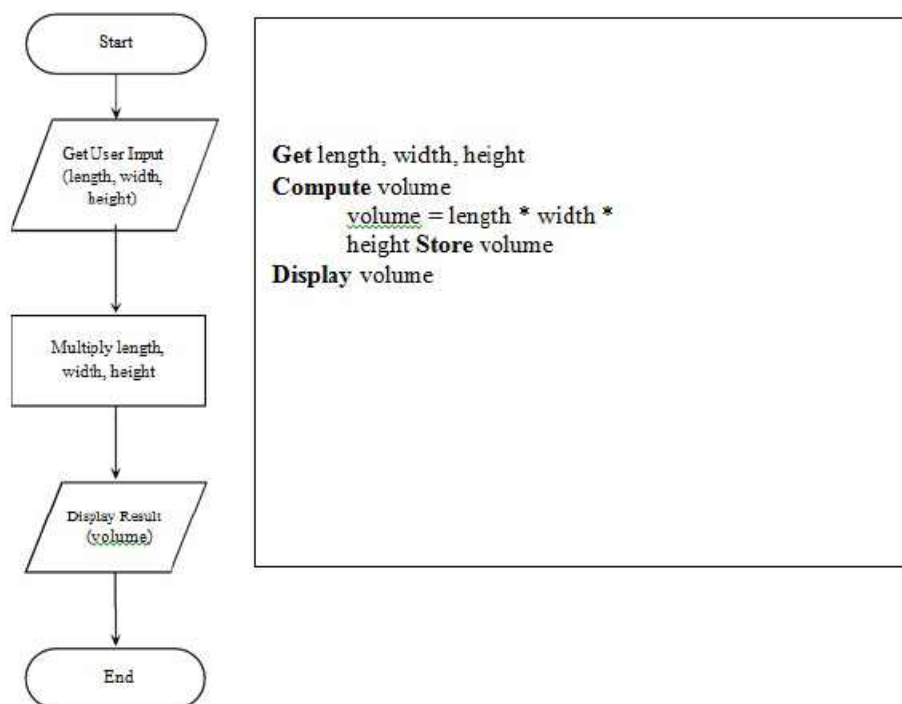 Start
Get User Input
(length, width,
height)
Multiply length,
width, height
Display Result
(volume)
End
Get length, width, height
Compute volume
volume = length * width *
height Store volume
Display volume